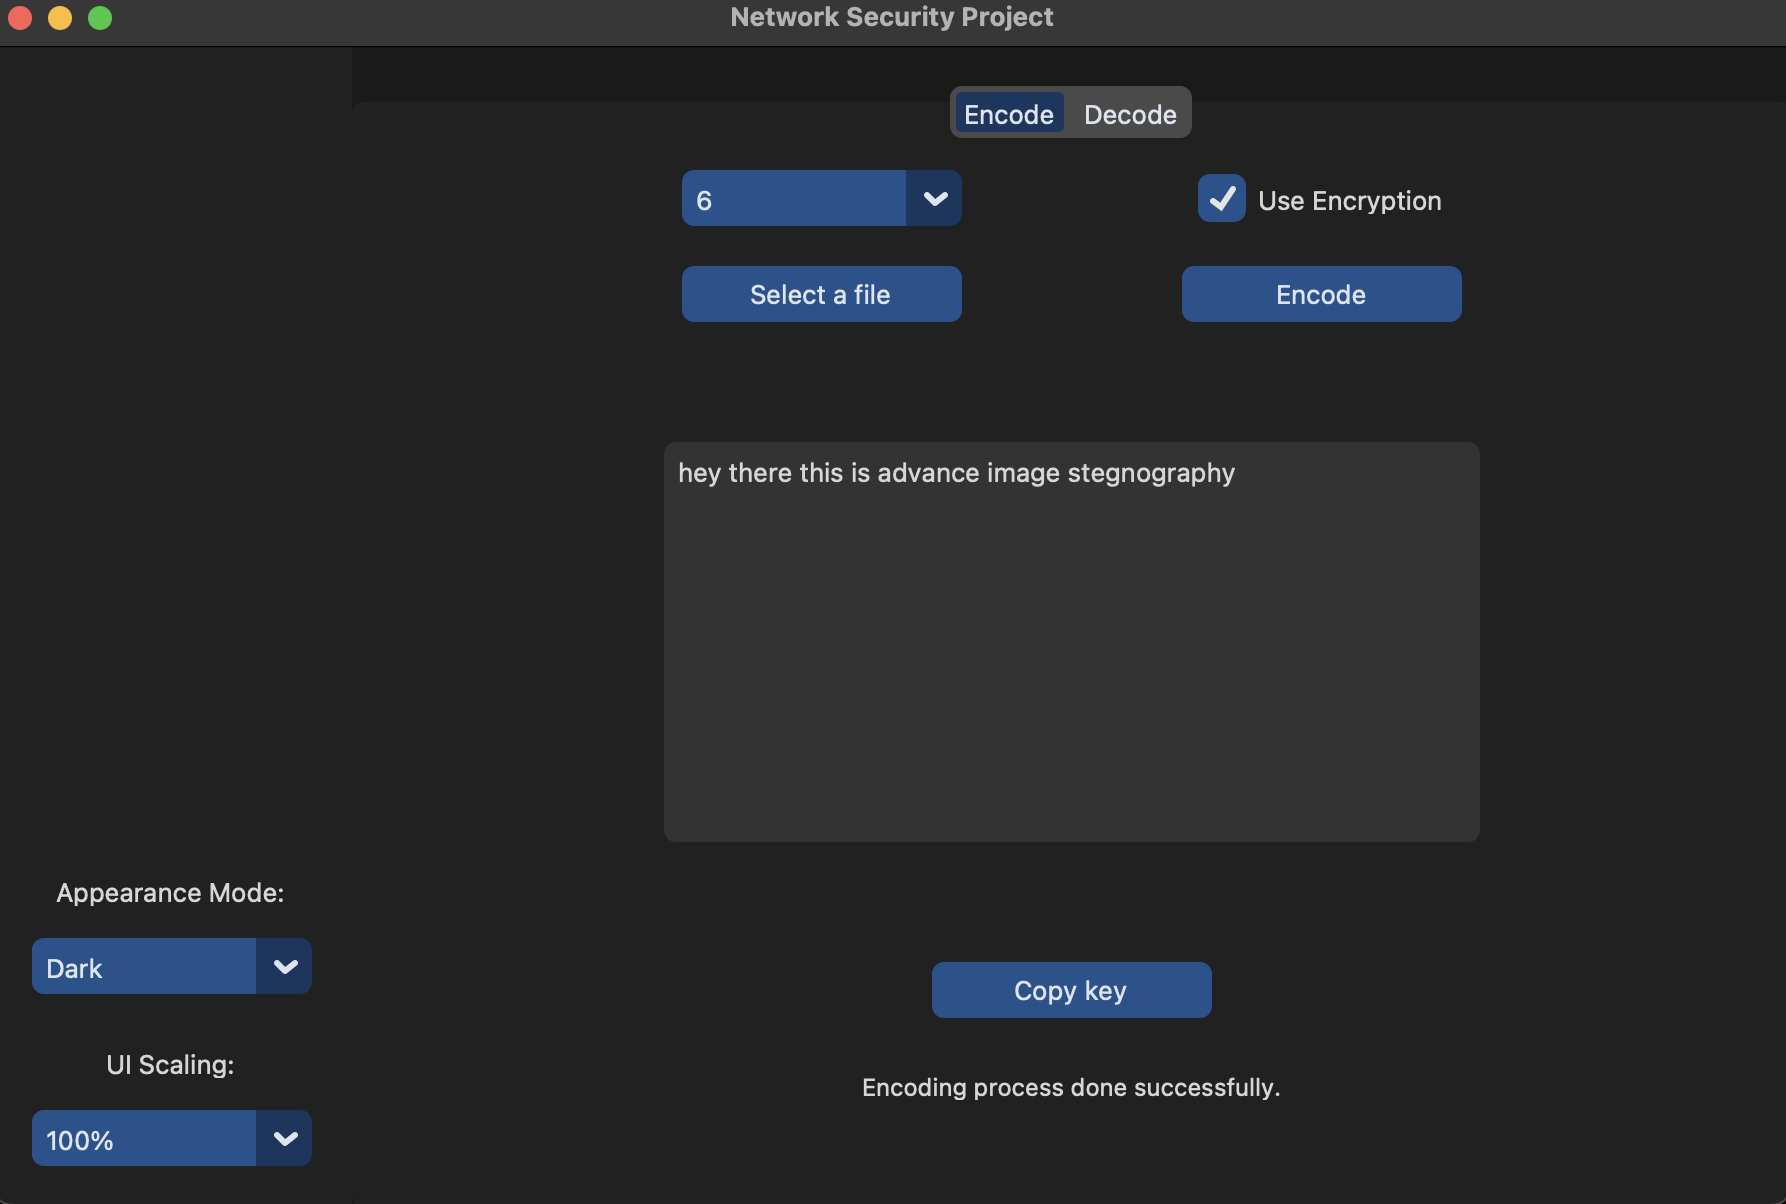 Network Security Project
Encode Decode
6
Use Encryption
Select a file
Encode
hey there this is advance image stegnography
Appearance Mode:
Dark
Copy key
UI Scaling:
Encoding process done successfully.
100%